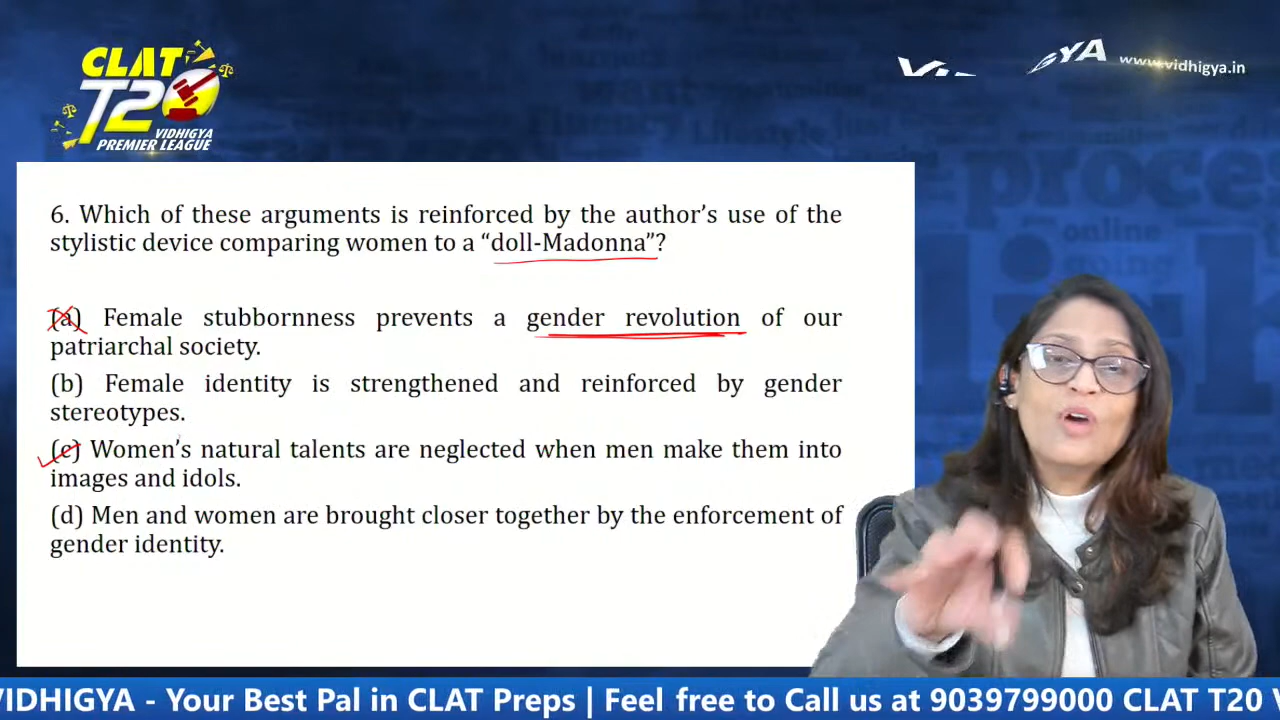 CLAT
T20
VIDHIGYA
PREMIER LEAGUE
www.vidhigya.in
6. Which of these arguments is reinforced by the author's use of the
stylistic device comparing women to a “doll-Madonna”?
(a) Female stubbornness prevents a gender revolution of our
patriarchal society.
(b) Female identity is strengthened and reinforced by gender
stereotypes.
(c) Women's natural talents are neglected when men make them into
images and idols.
(d) Men and women are brought closer together by the enforcement of
gender identity.
process
online
going
VIDHIGYA - Your Best Pal in CLAT Preps | Feel free to Call us at 9039799000 CLAT T20 V